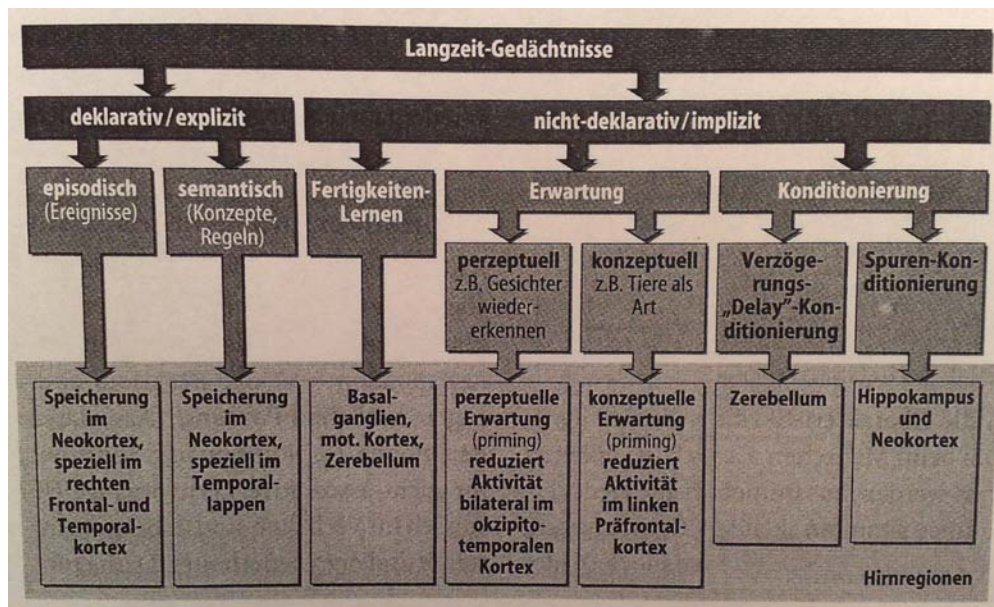 Langzeit-Gedächtnisse
deklarativ/explizit
nicht-deklarativ/implizit
episodisch
(Ereignisse)
semantisch
(Konzepte,
Regeln)
Fertigkeiten-
Lernen
Erwartung
Konditionierung
perzeptuell
z.B. Gesichter
wieder-
erkennen
konzeptuell
z.B. Tiere als
Art
Verzöge-
rungs-
„Delay”-Kon-
ditionierung
Spuren-Kon-
ditionierung
Speicherung
im
Neokortex,
speziell im
rechten
Frontal- und
Temporal-
kortex
Speicherung
im
Neokortex,
speziell im
Temporal-
lappen
Basal-
ganglien,
mot. Kortex,
Zerebellum
perzeptuelle
Erwartung
(priming)
reduziert
Aktivität
bilateral im
okzipito-
temporalen
Kortex
konzeptuelle
Erwartung
(priming)
reduziert
Aktivität
im linken
Präfrontal-
kortex
Zerebellum
Hippokampus
und
Neokortex
Hirnregionen